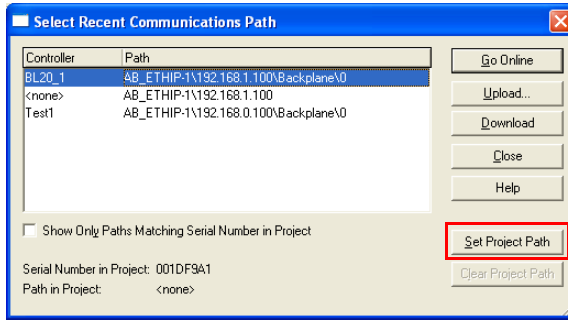 Select Recent Communications Path
Controller Path
BL20_1 AB_ETHIP-1\192.168.1.100\Backplane\0
<none> AB_ETHIP-1\192.168.1.100
Test1 AB_ETHIP-1\192.168.0.100\Backplane\0
Go Online
Upload...
Download
Close
Help
Show Only Paths Matching Serial Number in Project
Set Project Path
Serial Number in Project: 001DF9A1
Clear Project Path
Path in Project: <none>